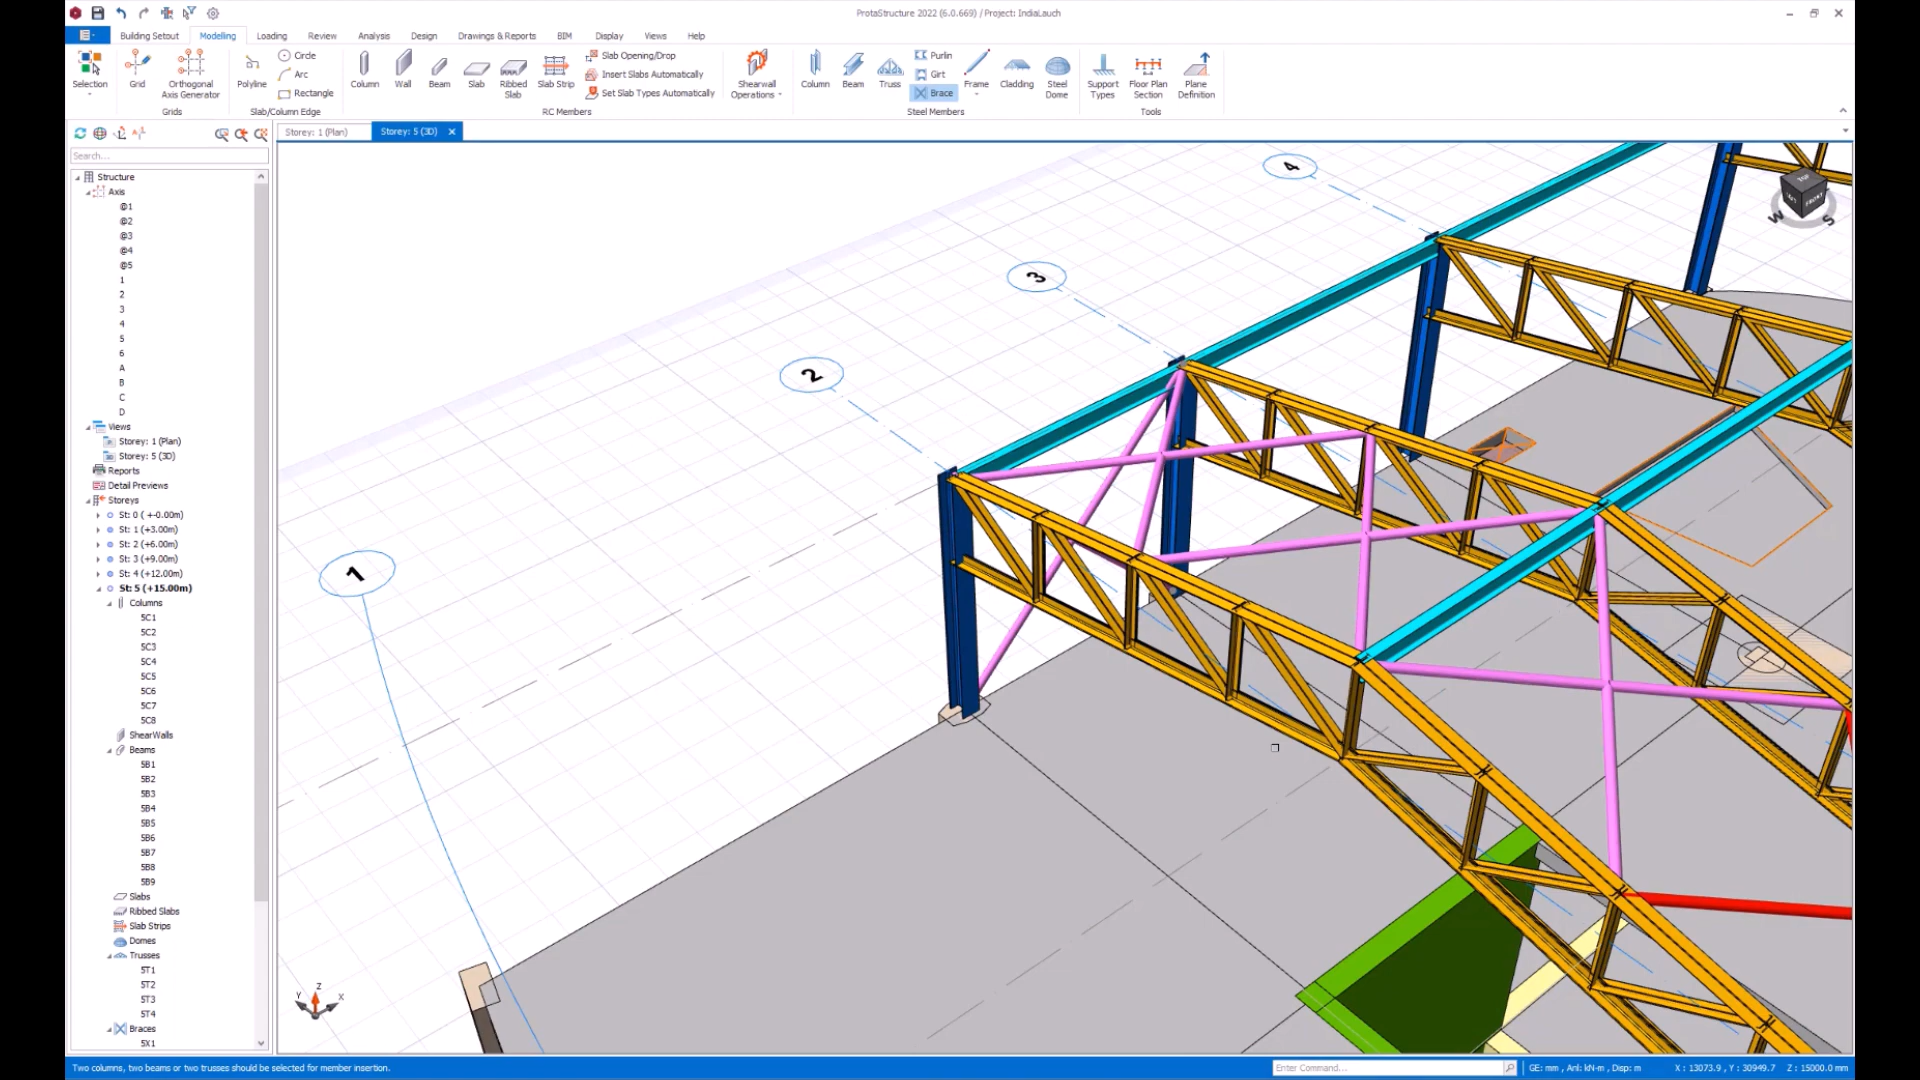 ProtaStructure 2022 (6.0.669) / Project: IndiaLauch
Building Setout Modelling Loading Review Analysis Design Drawings & Reports BIM Display Views Help
Selection
Grid
Orthogonal Axis Generator
Grids
Polyline
Circle
Arc
Rectangle
Slab/Column Edge
Column
Wall
Beam
Slab
Ribbed Slab
Slab Strip
Slab Opening/Drop
Insert Slabs Automatically
Set Slab Types Automatically
RC Members
Shearwall Operations
Column
Beam
Truss
Purlin
Girt
Brace
Frame
Cladding
Steel Dome
Steel Members
Support Types
Floor Plan Section
Plane Definition
Tools
Storey: 1 (Plan)
Storey: 5 (3D)
Search...
Structure
Axis
@1
@2
@3
@4
@5
1
2
3
4
5
6
A
B
C
D
Views
Storey: 1 (Plan)
Storey: 5 (3D)
Reports
Detail Previews
Storeys
St: 0 ( +-0.00m)
St: 1 (+3.00m)
St: 2 (+6.00m)
St: 3 (+9.00m)
St: 4 (+12.00m)
St: 5 (+15.00m)
Columns
5C1
5C2
5C3
5C4
5C5
5C6
5C7
5C8
ShearWalls
Beams
5B1
5B2
5B3
5B4
5B5
5B6
5B7
5B8
5B9
Slabs
Ribbed Slabs
Slab Strips
Domes
Trusses
5T1
5T2
5T3
5T4
Braces
5X1
4
3
2
1
TOP
FRONT
W
S
Z
Y
X
Two columns, two beams or two trusses should be selected for member insertion.
Enter Command...
GE: mm , Anl: kN-m , Disp: m
X : 13073.9 , Y : 30949.7 Z : 15000.0 mm